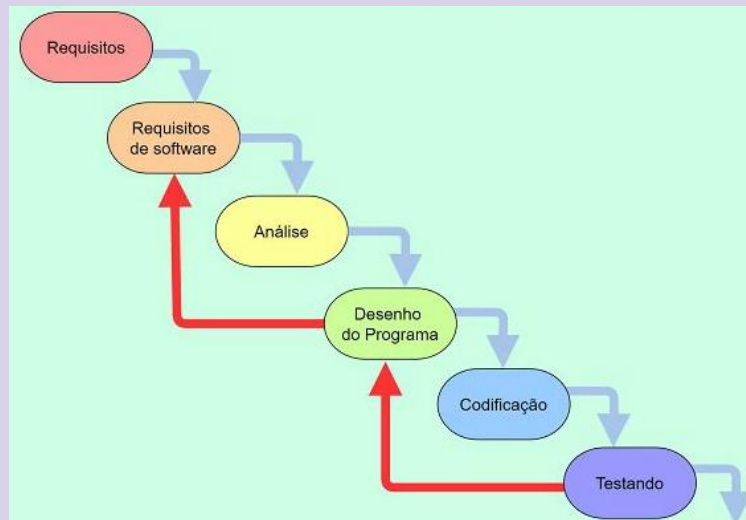 Requisitos
Requisitos
de software
Análise
Desenho
do Programa
Codificação
Testando